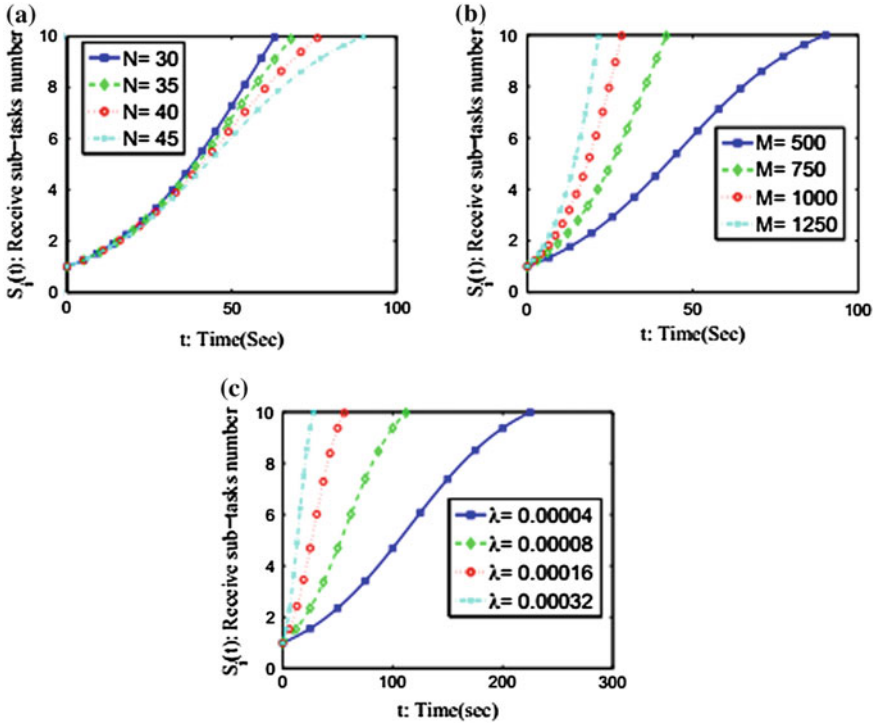 (a)
10
8
6
4
2
0
S_i(t): Receive sub-tasks number
N= 30
N= 35
N= 40
N= 45
0
50
100
t: Time(Sec)
(b)
10
8
6
4
2
0
S_i(t): Receive sub-tasks number
M= 500
M= 750
M= 1000
M= 1250
0
50
100
t: Time(Sec)
(c)
10
8
6
4
2
0
S_i(t): Receive sub-tasks number
λ= 0.00004
λ= 0.00008
λ= 0.00016
λ= 0.00032
0
100
200
300
t: Time(sec)